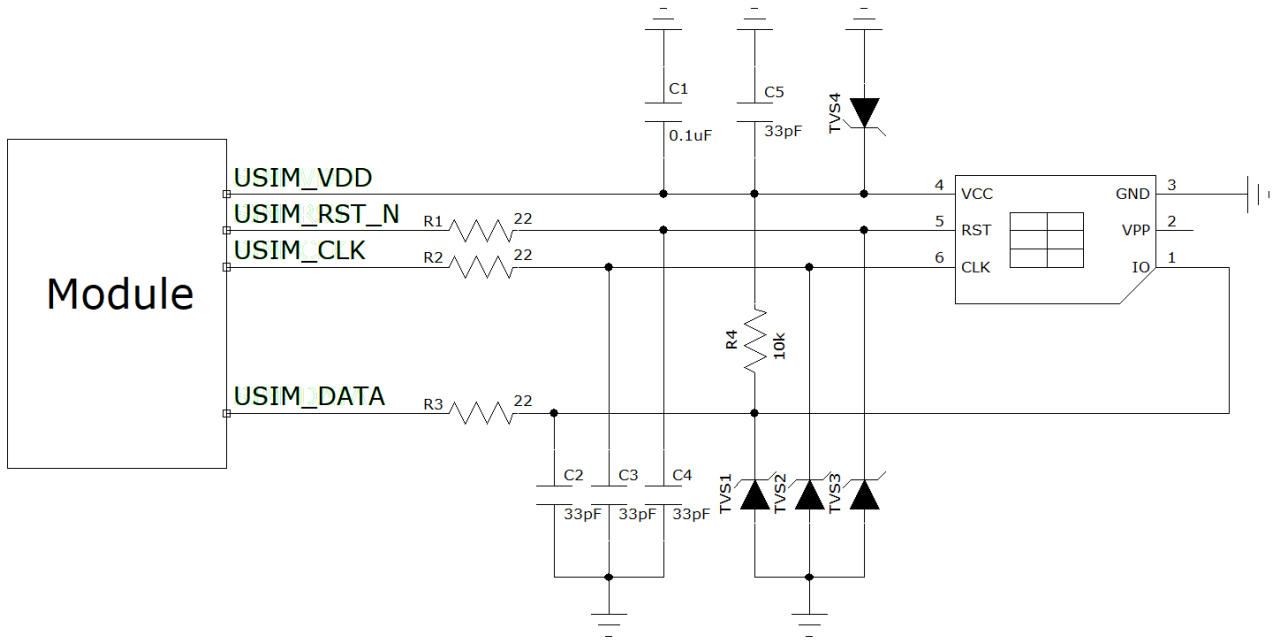 C1
0.1uF
C5
33pF
TVS4
USIM_VDD
USIM_RST_N
R1
22
USIM_CLK
R2
22
Module
USIM_DATA
R3
22
R4
10k
4
VCC
GND
3
5
RST
VPP
2
6
CLK
IO
1
C2
33pF
C3
33pF
C4
33pF
TVS1
TVS2
TVS3